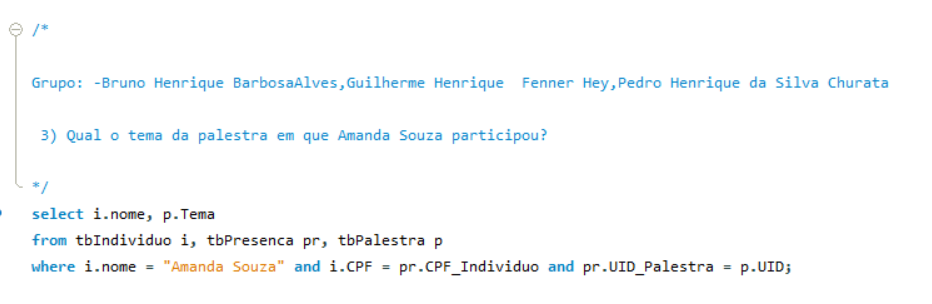 /*
Grupo: -Bruno Henrique BarbosaAlves,Guilherme Henrique  Fenner Hey,Pedro Henrique da Silva Churata
3) Qual o tema da palestra em que Amanda Souza participou?
*/
select i.nome, p.Tema
from tbIndividuo i, tbPresenca pr, tbPalestra p
where i.nome = "Amanda Souza" and i.CPF = pr.CPF_Individuo and pr.UID_Palestra = p.UID;